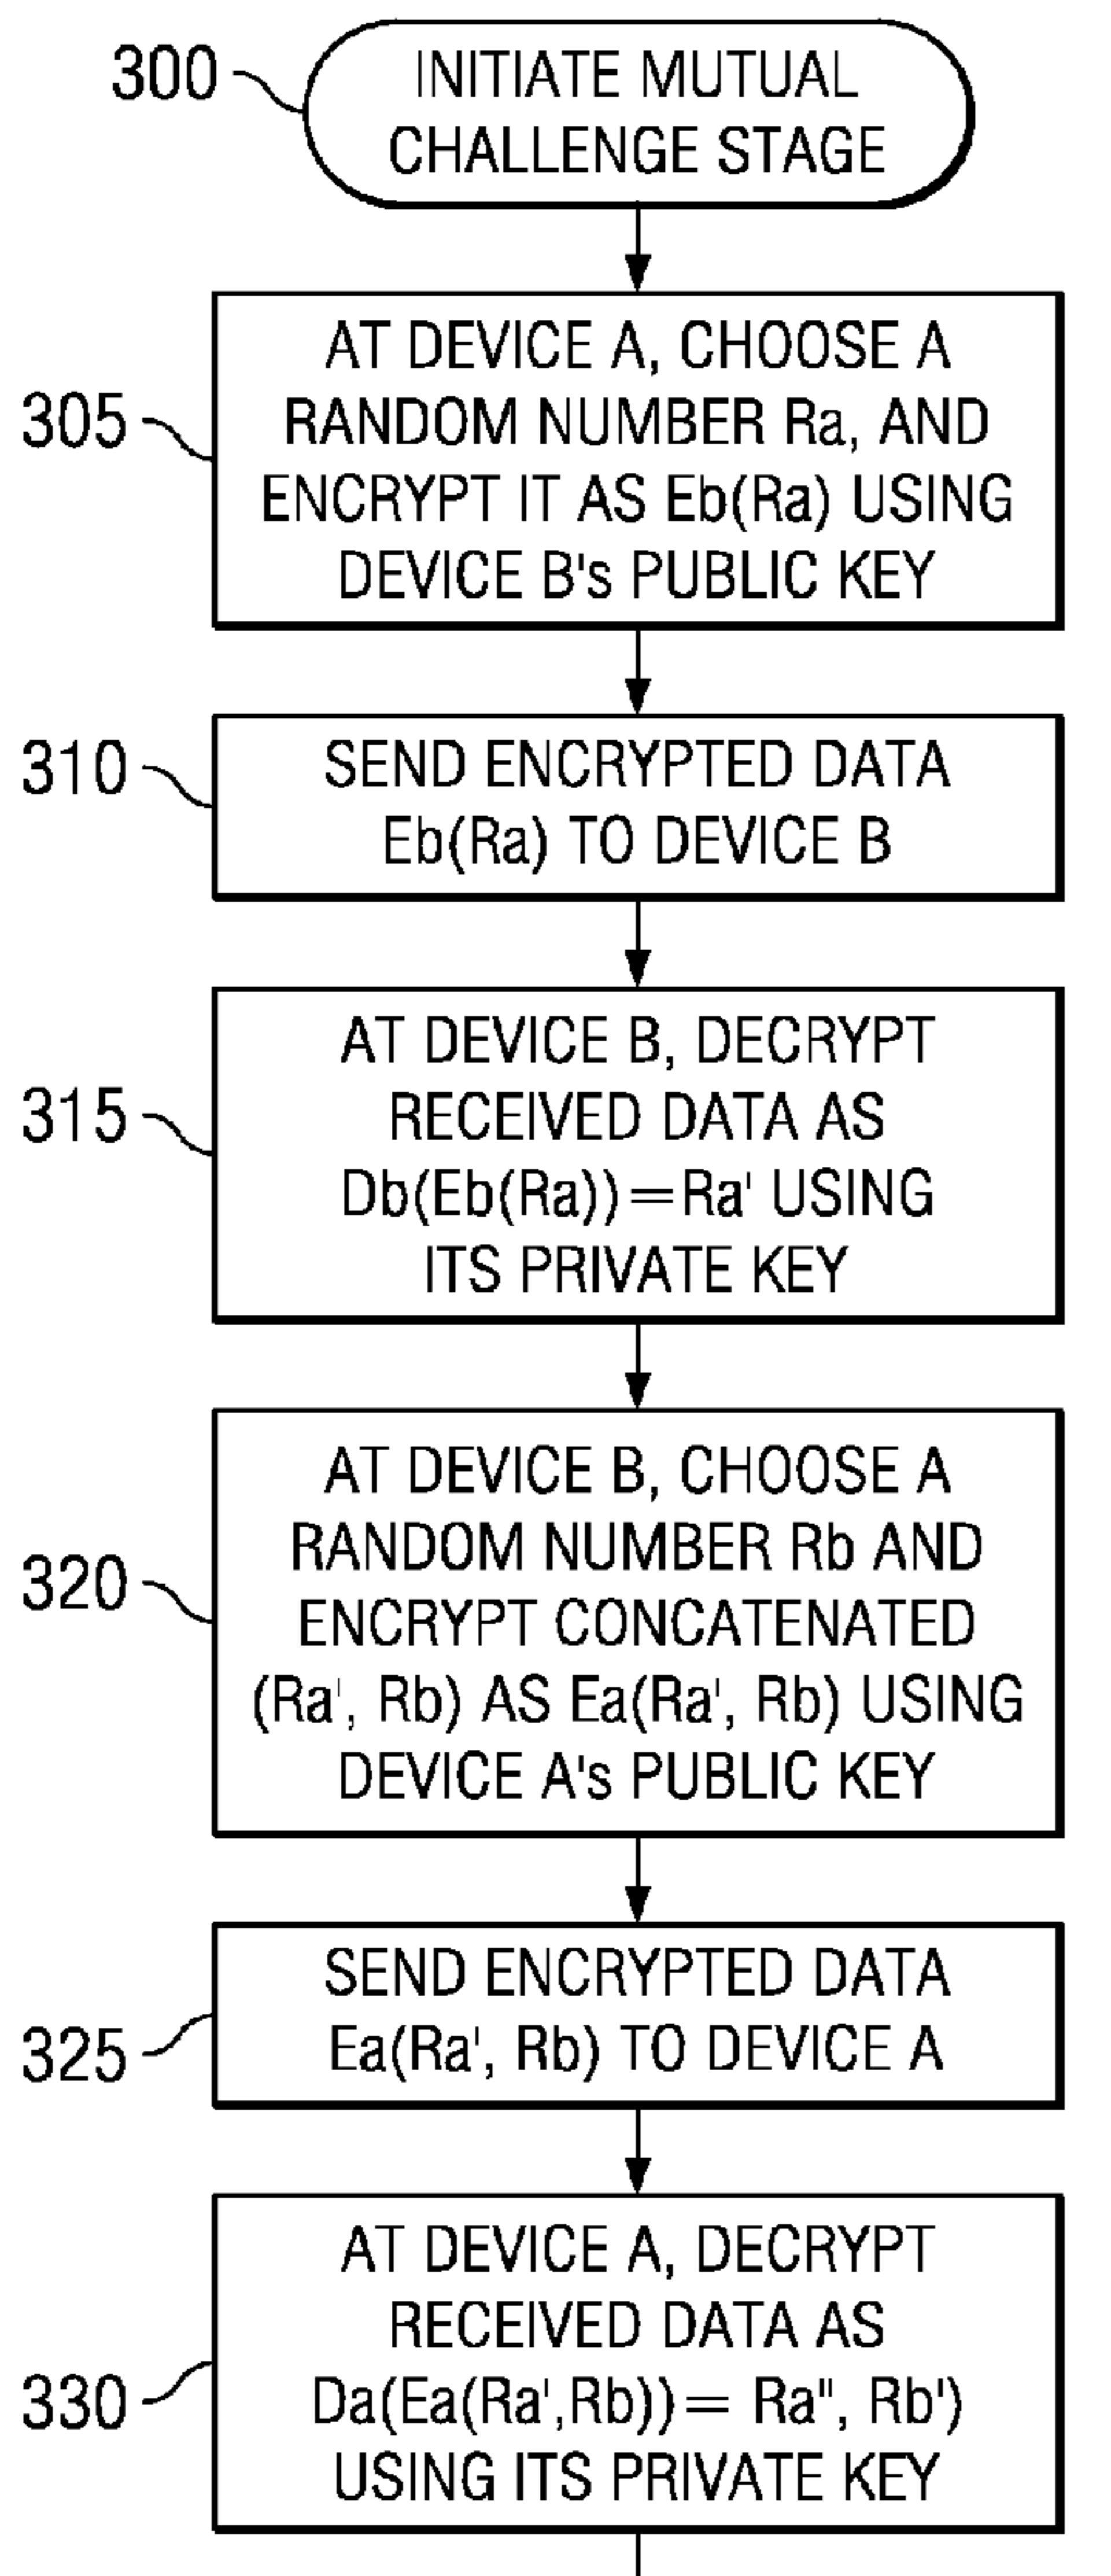 300
INITIATE MUTUAL
CHALLENGE STAGE
305
AT DEVICE A, CHOOSE A
RANDOM NUMBER Ra, AND
ENCRYPT IT AS Eb(Ra) USING
DEVICE B's PUBLIC KEY
310
SEND ENCRYPTED DATA
Eb(Ra) TO DEVICE B
315
AT DEVICE B, DECRYPT
RECEIVED DATA AS
Db(Eb(Ra))=Ra' USING
ITS PRIVATE KEY
320
AT DEVICE B, CHOOSE A
RANDOM NUMBER Rb AND
ENCRYPT CONCATENATED
(Ra', Rb) AS Ea(Ra', Rb) USING
DEVICE A's PUBLIC KEY
325
SEND ENCRYPTED DATA
Ea(Ra', Rb) TO DEVICE A
330
AT DEVICE A, DECRYPT
RECEIVED DATA AS
Da(Ea(Ra',Rb))= Ra", Rb')
USING ITS PRIVATE KEY